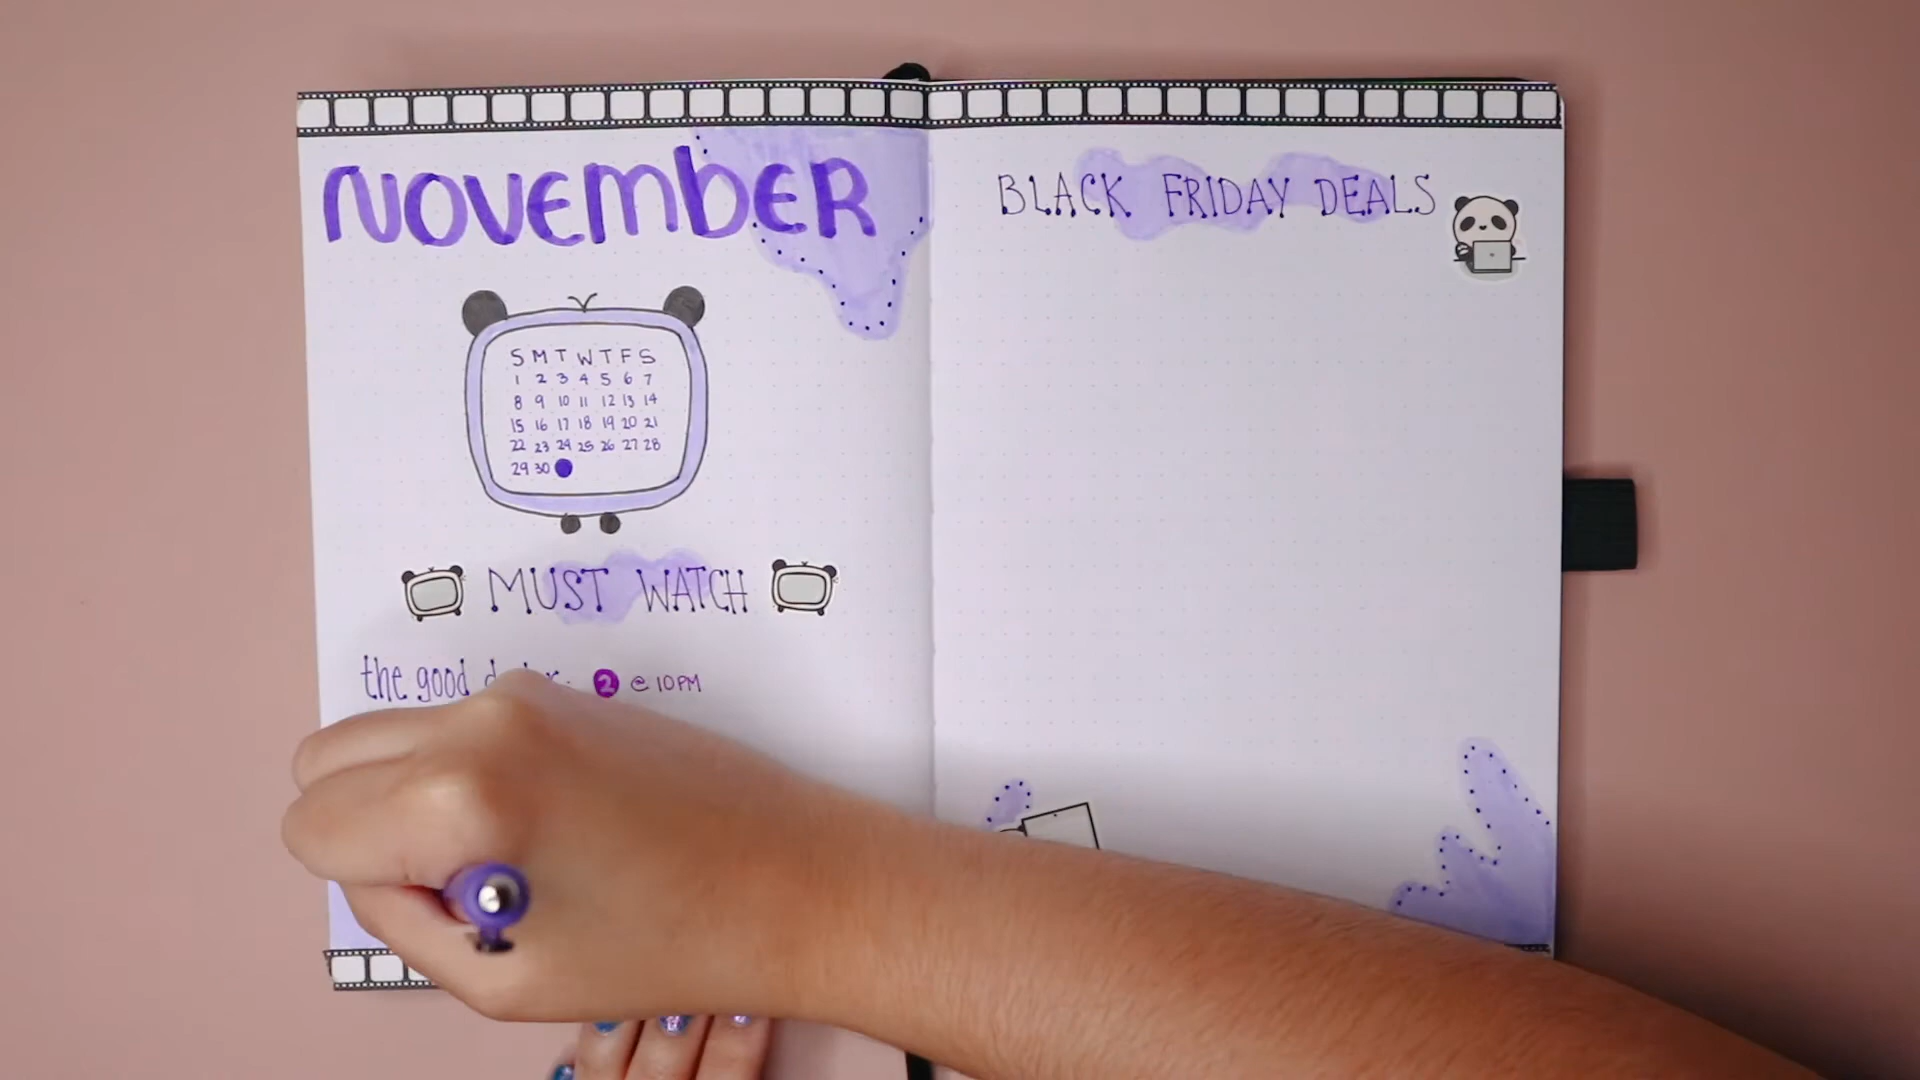 NOVEMBER
S M T W T F S
1 2 3 4 5 6 7
8 9 10 11 12 13 14
15 16 17 18 19 20 21
22 23 24 25 26 27 28
29 30
MUST WATCH
the good 2 @ 10PM
BLACK FRIDAY DEALS